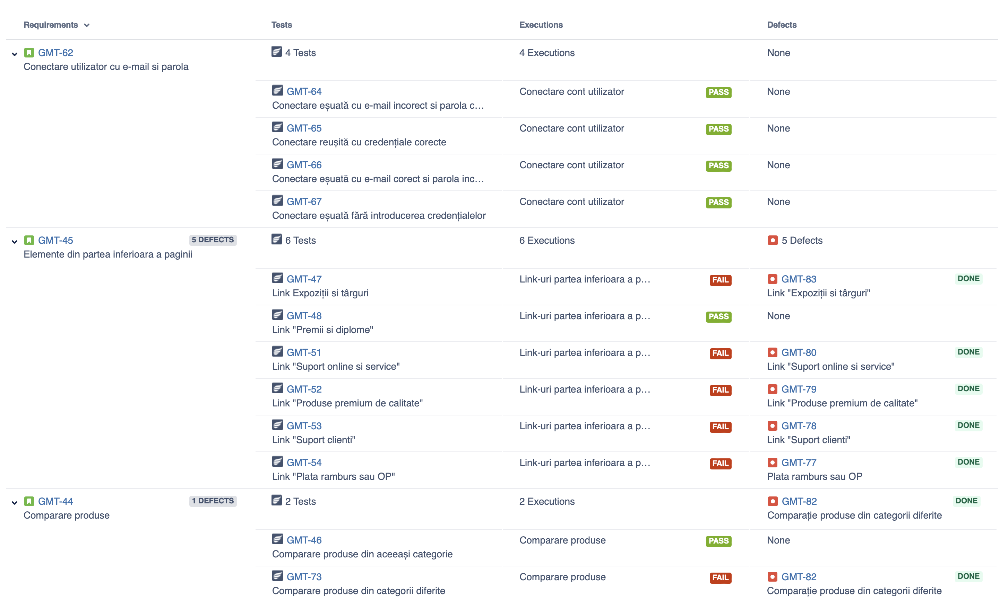 Requirements Tests Executions Defects
GMT-62 4 Tests 4 Executions None
Conectare utilizator cu e-mail si parola
GMT-64 Conectare cont utilizator PASS None
Conectare eșuată cu e-mail incorect si parola c...
GMT-65 Conectare cont utilizator PASS None
Conectare reușită cu credențiale corecte
GMT-66 Conectare cont utilizator PASS None
Conectare eșuată cu e-mail corect si parola inc...
GMT-67 Conectare cont utilizator PASS None
Conectare eșuată fără introducerea credențialelor
GMT-45 5 DEFECTS 6 Tests 6 Executions 5 Defects
Elemente din partea inferioara a paginii
GMT-47 Link-uri partea inferioara a p... FAIL GMT-83 DONE
Link Expoziții si târguri Link "Expoziții si târguri"
GMT-48 Link-uri partea inferioara a p... PASS None
Link "Premii si diplome"
GMT-51 Link-uri partea inferioara a p... FAIL GMT-80 DONE
Link "Suport online si service" Link "Suport online si service"
GMT-52 Link-uri partea inferioara a p... FAIL GMT-79 DONE
Link "Produse premium de calitate" Link "Produse premium de calitate"
GMT-53 Link-uri partea inferioara a p... FAIL GMT-78 DONE
Link "Suport clienti" Link "Suport clienti"
GMT-54 Link-uri partea inferioara a p... FAIL GMT-77 DONE
Link "Plata ramburs sau OP" Plata ramburs sau OP
GMT-44 1 DEFECTS 2 Tests 2 Executions GMT-82 DONE
Comparare produse Comparație produse din categorii diferite
GMT-46 Comparare produse PASS None
Comparare produse din aceeași categorie
GMT-73 Comparare produse FAIL GMT-82 DONE
Comparare produse din categorii diferite Comparație produse din categorii diferite